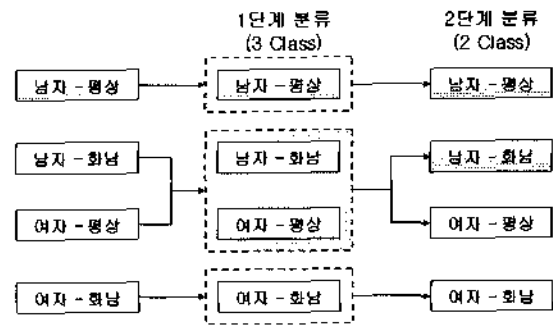 1단계 분류 2단계 분류
(3 Class) (2 Class)
남자 - 평상 남자 - 평상 남자 - 평상
남자 - 화남 남자 - 화남 남자 - 화남
여자 - 평상 여자 - 평상 여자 - 평상
여자 - 화남 여자 - 화남 여자 - 화남